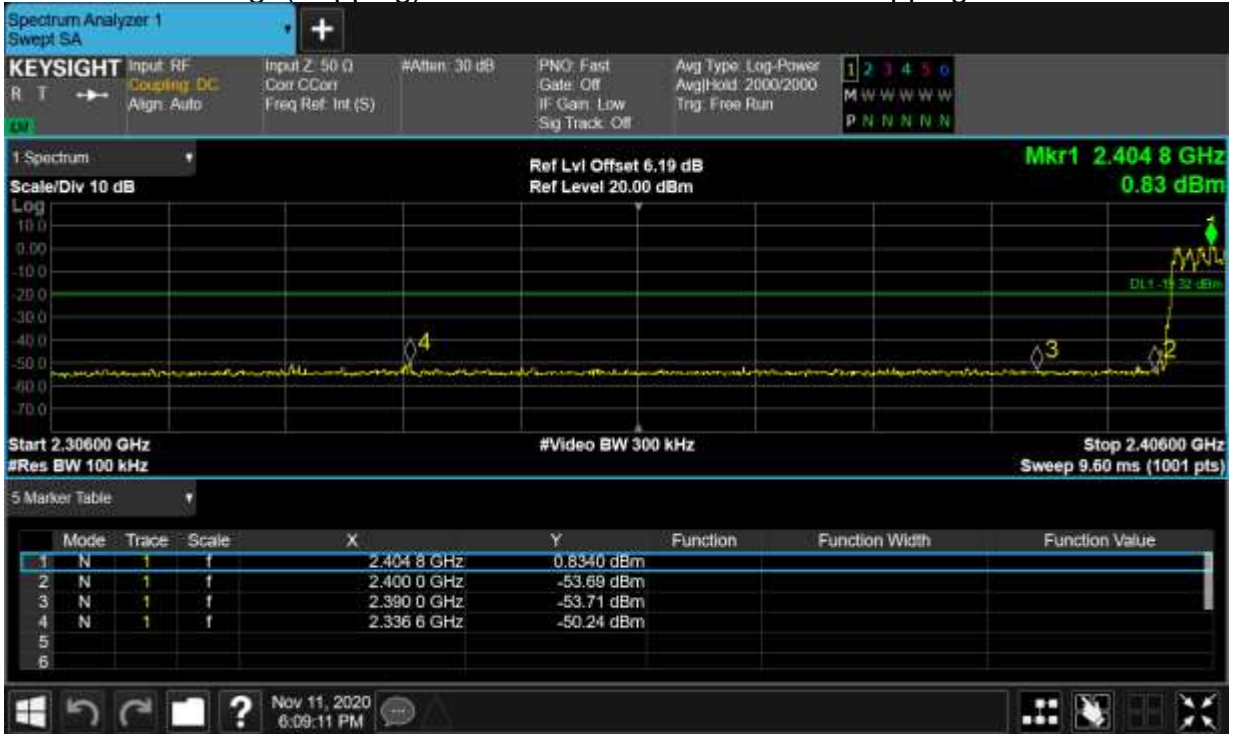 Spectrum Analyzer 1
Swept SA
+
KEYSIGHT Input: RF Input Z: 50 Ω #Atten: 30 dB PNO: Fast Avg Type: Log-Power 1 2 3 4 5 6
R T Coupling: DC Corr CCorr Gate: Off Avg|Hold: 2000/2000 M W W W W W
Align: Auto Freq Ref: Int (S) IF Gain: Low Trig: Free Run P N N N N N
Sig Track: Off
1 Spectrum
Ref Lvl Offset 6.19 dB Mkr1 2.404 8 GHz
Scale/Div 10 dB Ref Level 20.00 dBm 0.83 dBm
Log
10.0
0.00
-10.0
DL1 -19.32 dBm
-20.0
-30.0
-40.0
4 3 2
-50.0
-60.0
-70.0
Start 2.30600 GHz #Video BW 300 kHz Stop 2.40600 GHz
#Res BW 100 kHz Sweep 9.60 ms (1001 pts)
5 Marker Table
Mode Trace Scale X Y Function Function Width Function Value
1 N 1 f 2.404 8 GHz 0.8340 dBm
2 N 1 f 2.400 0 GHz -53.69 dBm
3 N 1 f 2.390 0 GHz -53.71 dBm
4 N 1 f 2.336 6 GHz -50.24 dBm
5
6
? Nov 11, 2020
6:09:11 PM